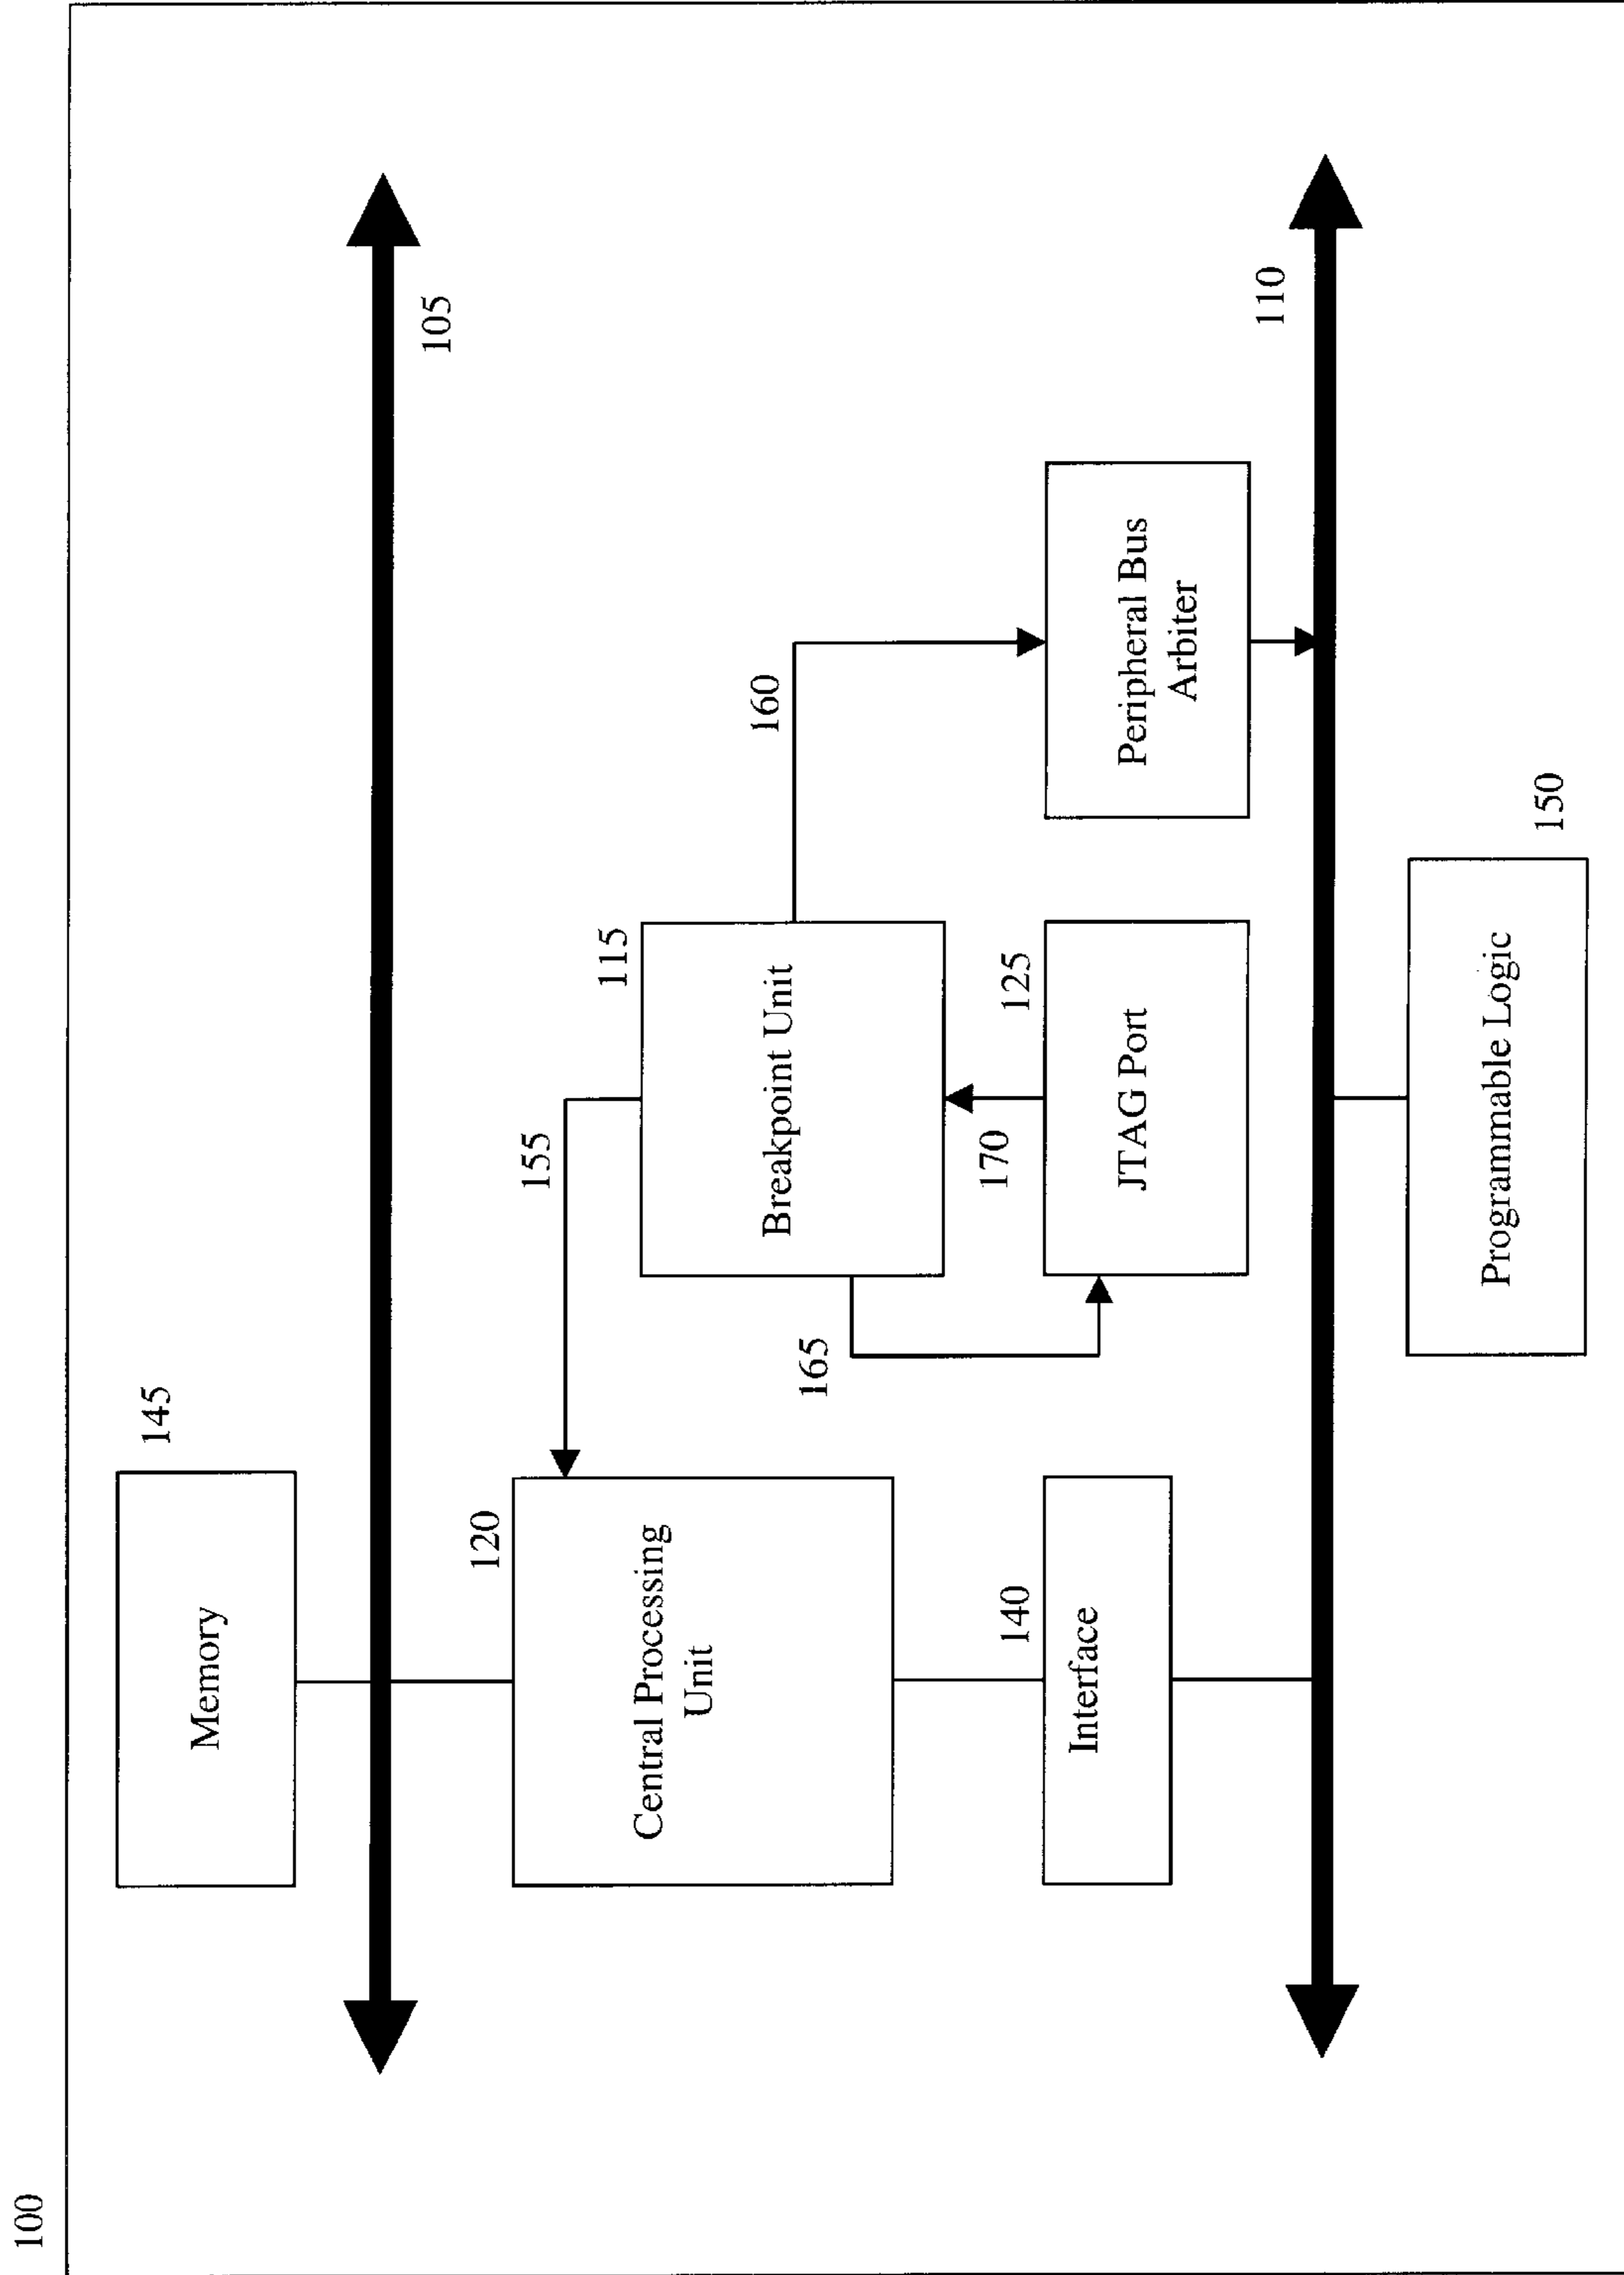 100
Memory
145
105
Central Processing
Unit
120
155
Breakpoint Unit
115
160
165
Interface
140
170
JTAG Port
125
Peripheral Bus
Arbiter
110
Programmable Logic
150